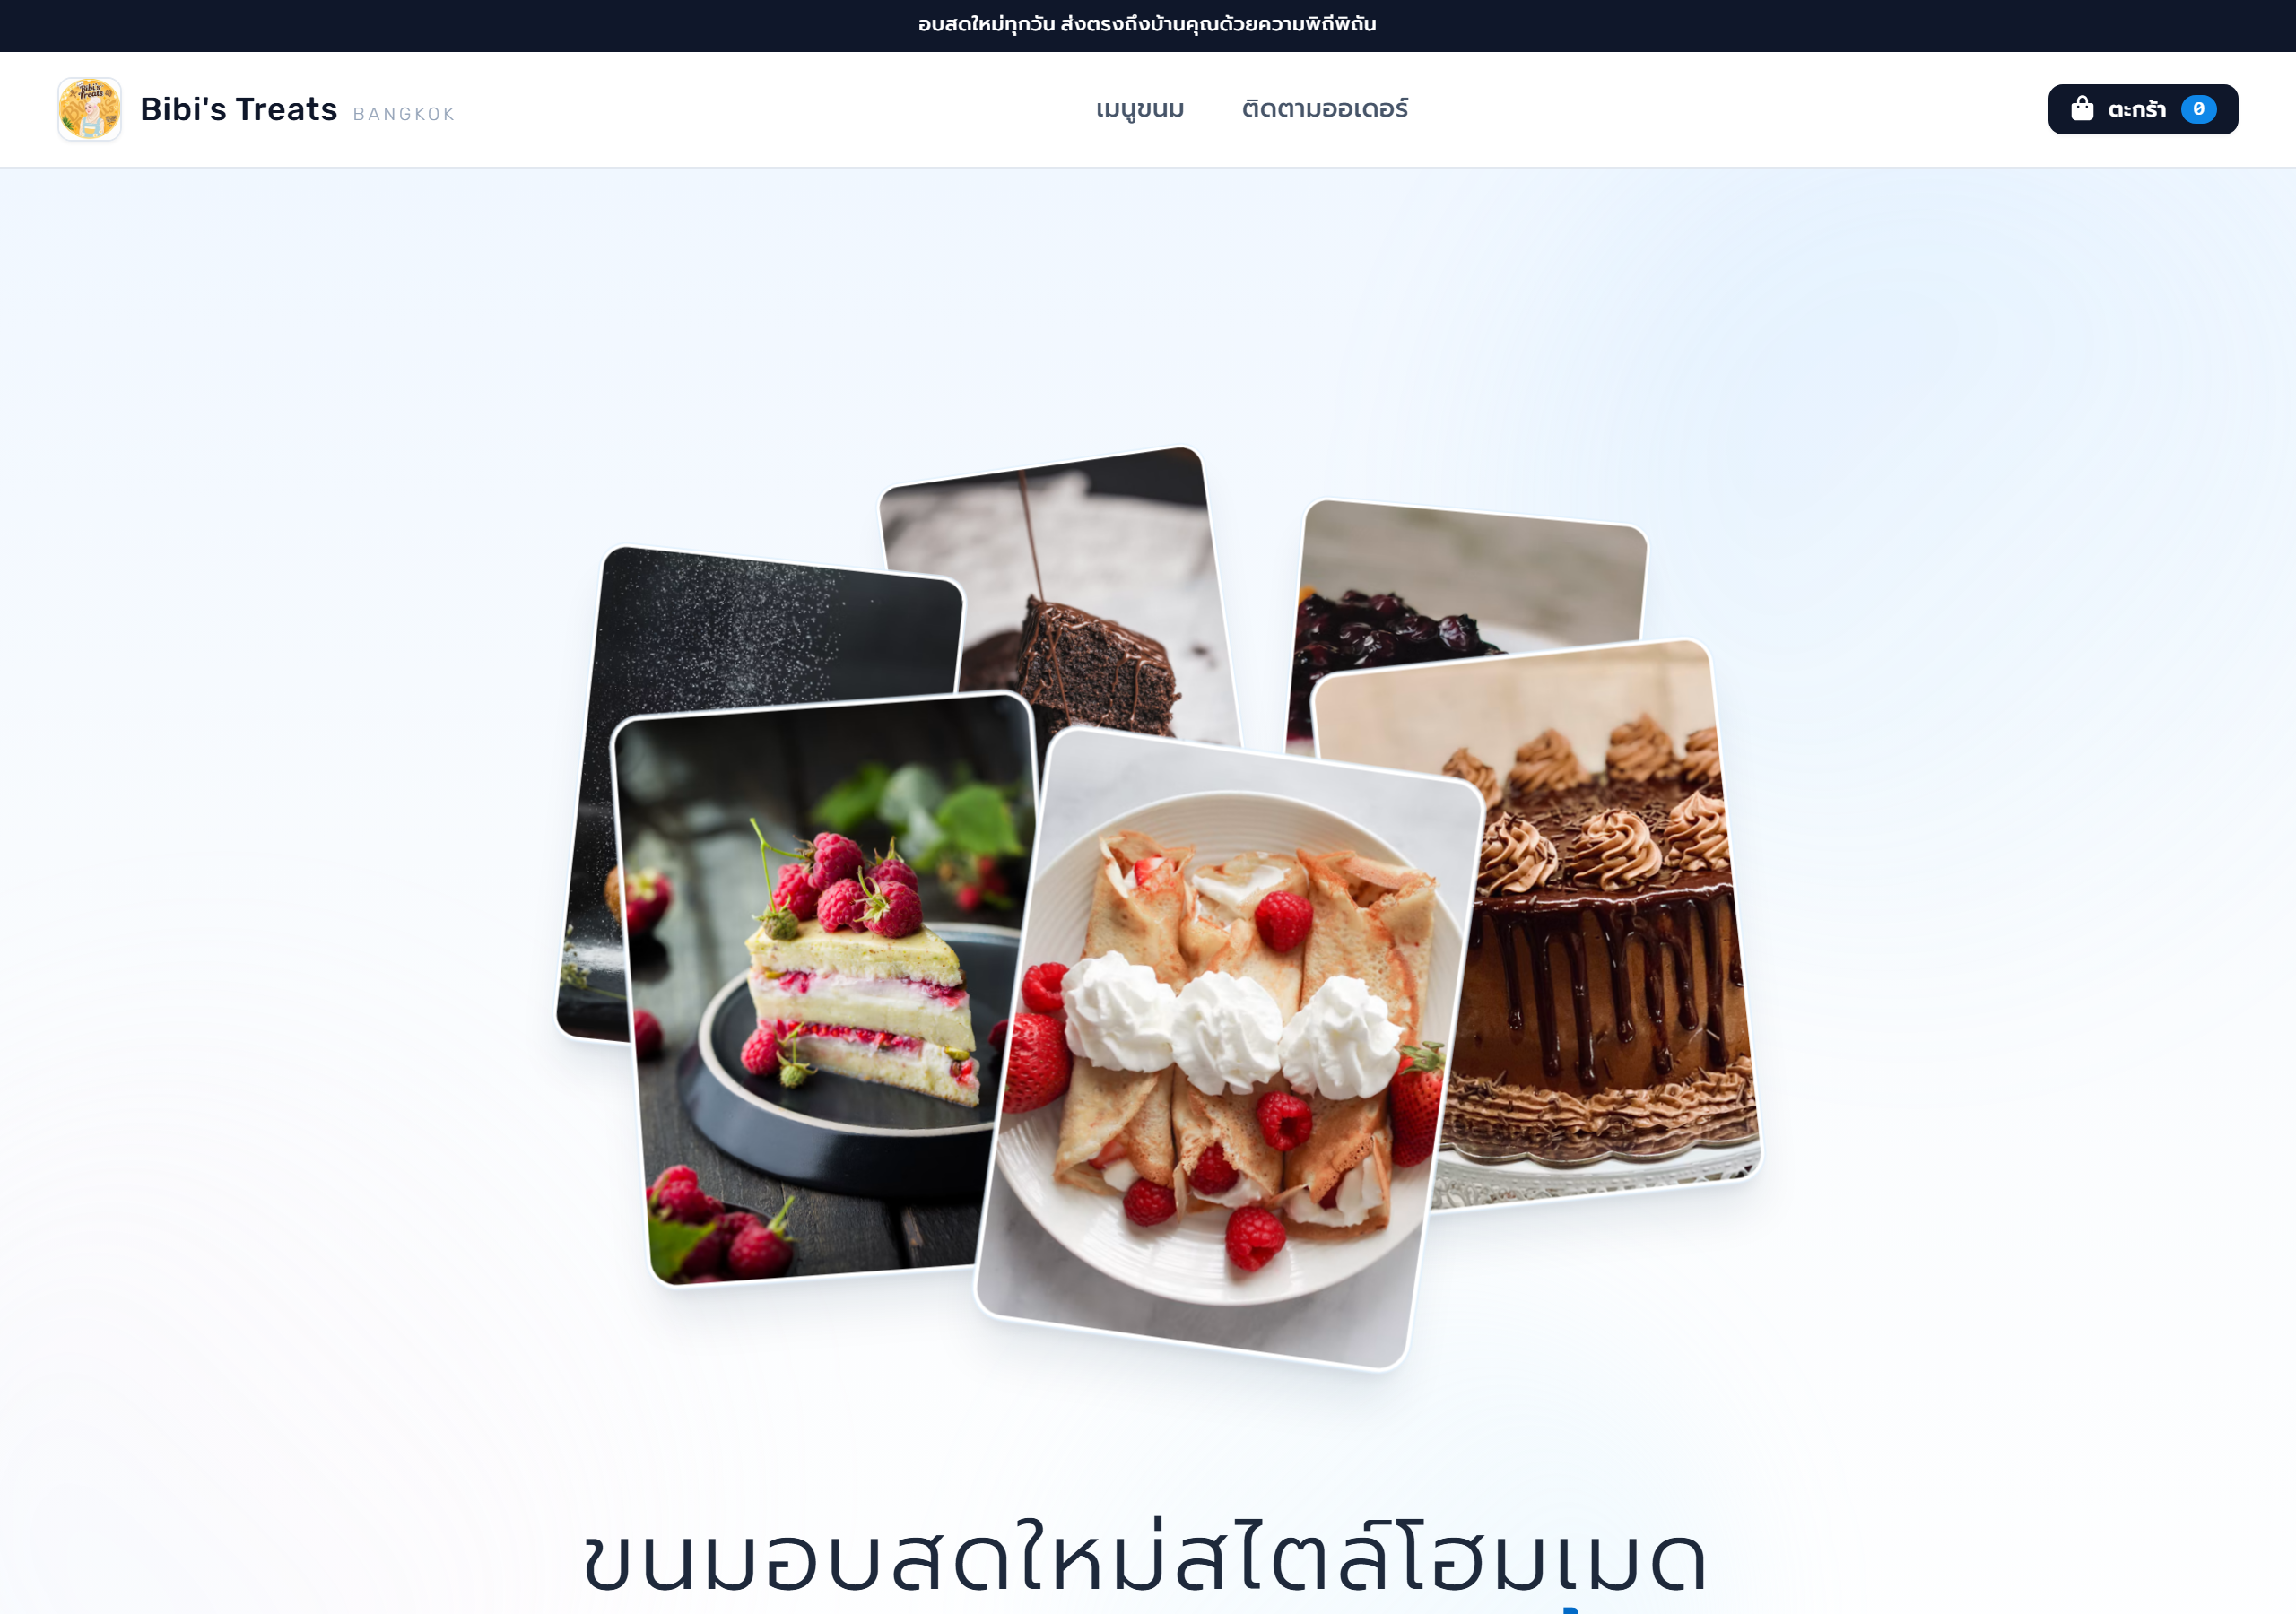 อบสดใหม่ทุกวัน ส่งตรงถึงบ้านคุณด้วยความพิถีพิถัน
Bibi's Treats
Bibi's Treats BANGKOK
เมนูขนม
ติดตามออเดอร์
ตะกร้า 0
ขนมอบสดใหม่สไตล์โฮมเมด